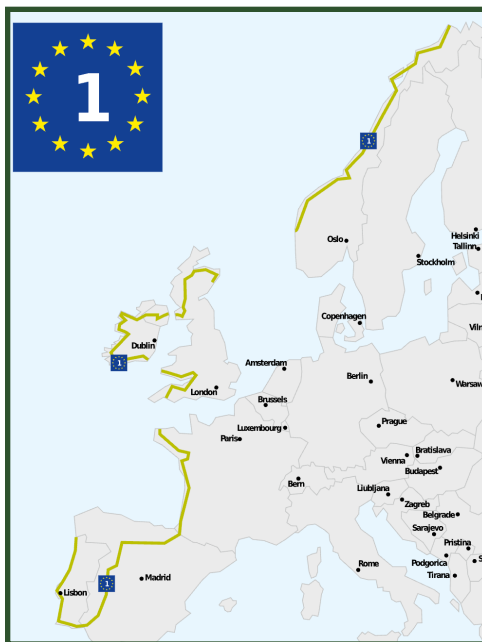 1
1
Oslo
Helsinki
Tallinn
Stockholm
Copenhagen
Dublin
1
Amsterdam
Berlin
Warsaw
London
Brussels
Luxembourg
Paris
Prague
Bratislava
Vienna
Budapest
Bern
Ljubljana
Zagreb
Belgrade
Sarajevo
Pristina
Podgorica
Rome
Tirana
Madrid
1
Lisbon